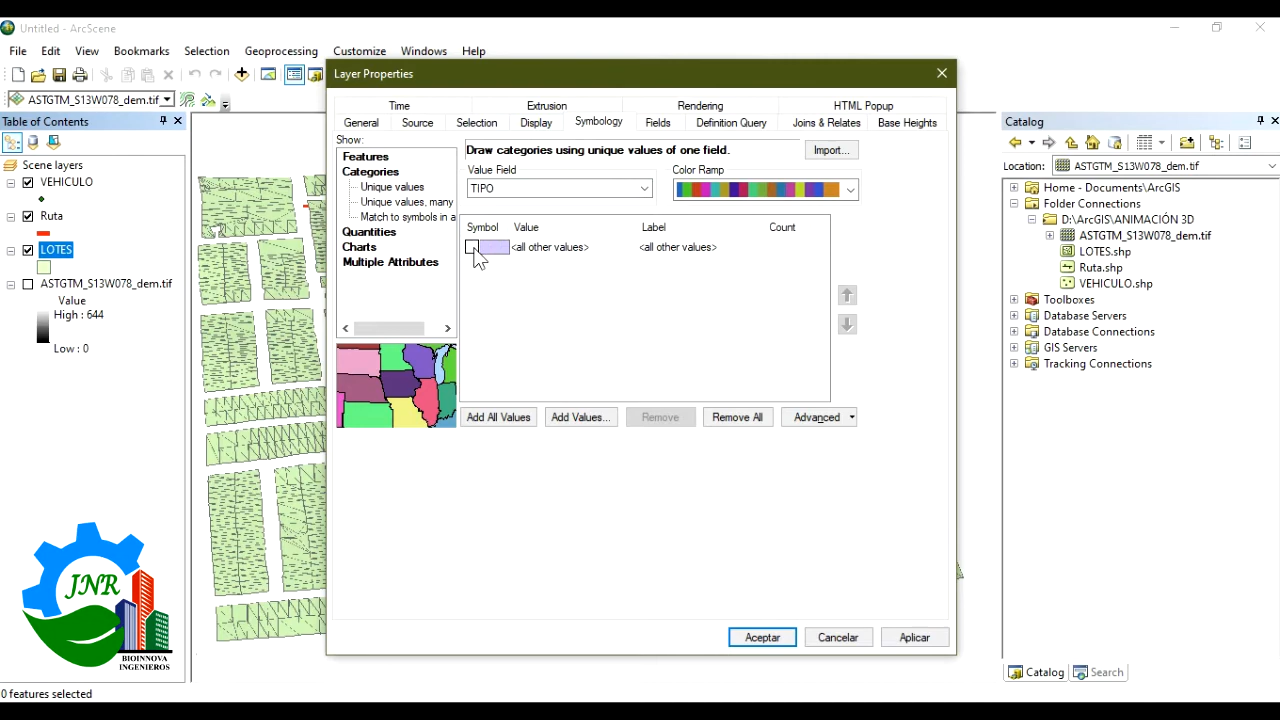 Untitled - ArcScene
File Edit View Bookmarks Selection Geoprocessing Customize Windows Help
ASTGTM_S13W078_dem.tif
Table of Contents
Scene layers
VEHICULO
Ruta
LOTES
ASTGTM_S13W078_dem.tif
Value
High : 644
Low : 0
JNR
BIOINNOVA
INGENIEROS
0 features selected
Layer Properties
Time Extrusion Rendering HTML Popup
General Source Selection Display Symbology Fields Definition Query Joins & Relates Base Heights
Show:
Features
Categories
Unique values
Unique values, many
Match to symbols in a
Quantities
Charts
Multiple Attributes
Draw categories using unique values of one field.
Import...
Value Field
TIPO
Color Ramp
Symbol Value Label Count
<all other values> <all other values>
Add All Values Add Values... Remove Remove All Advanced
Aceptar Cancelar Aplicar
Catalog
Location: ASTGTM_S13W078_dem.tif
Home - Documents\ArcGIS
Folder Connections
D:\ArcGIS\ANIMACIÓN 3D
ASTGTM_S13W078_dem.tif
LOTES.shp
Ruta.shp
VEHICULO.shp
Toolboxes
Database Servers
Database Connections
GIS Servers
Tracking Connections
Catalog Search